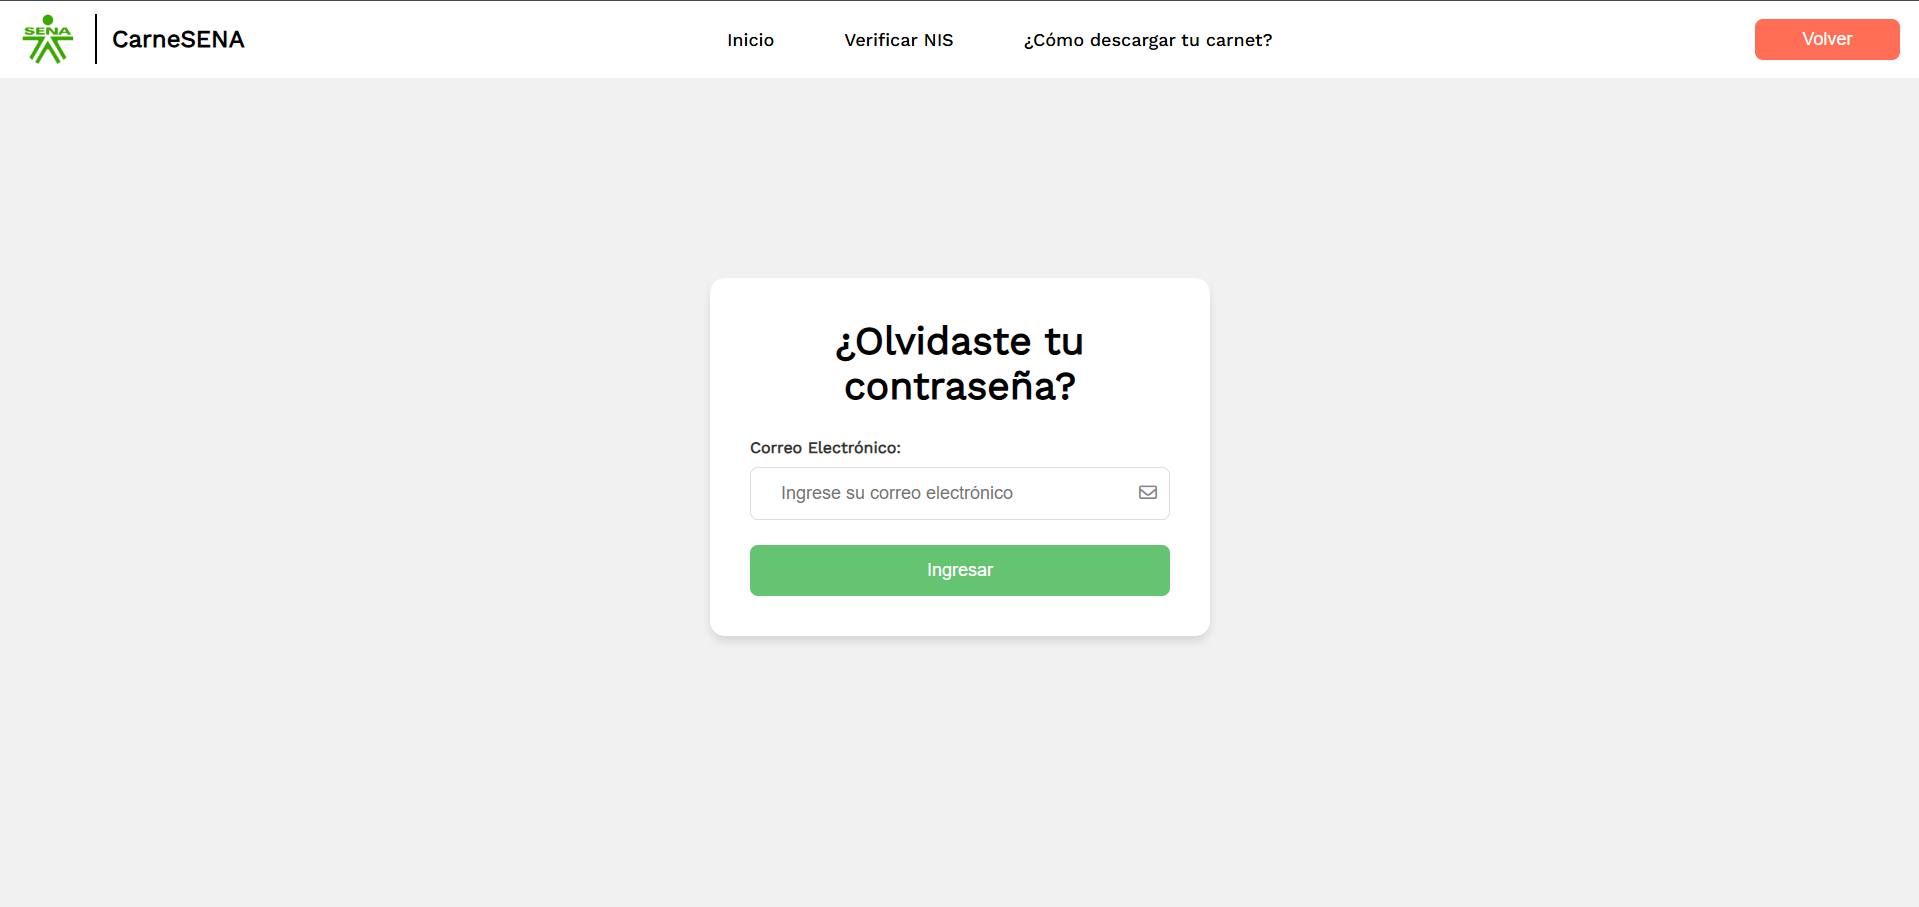 SENA
CarneSENA
Inicio
Verificar NIS
¿Cómo descargar tu carnet?
Volver
¿Olvidaste tu
contraseña?
Correo Electrónico:
Ingrese su correo electrónico
Ingresar